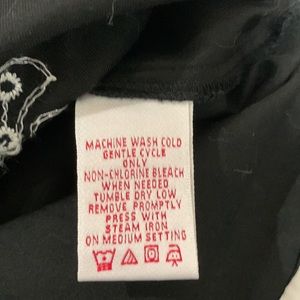 MACHINE WASH COLD
GENTLE CYCLE
ONLY
NON-CHLORINE BLEACH
WHEN NEEDED
TUMBLE DRY LOW
REMOVE PROMPTLY
PRESS WITH
STEAM IRON
ON MEDIUM SETTING